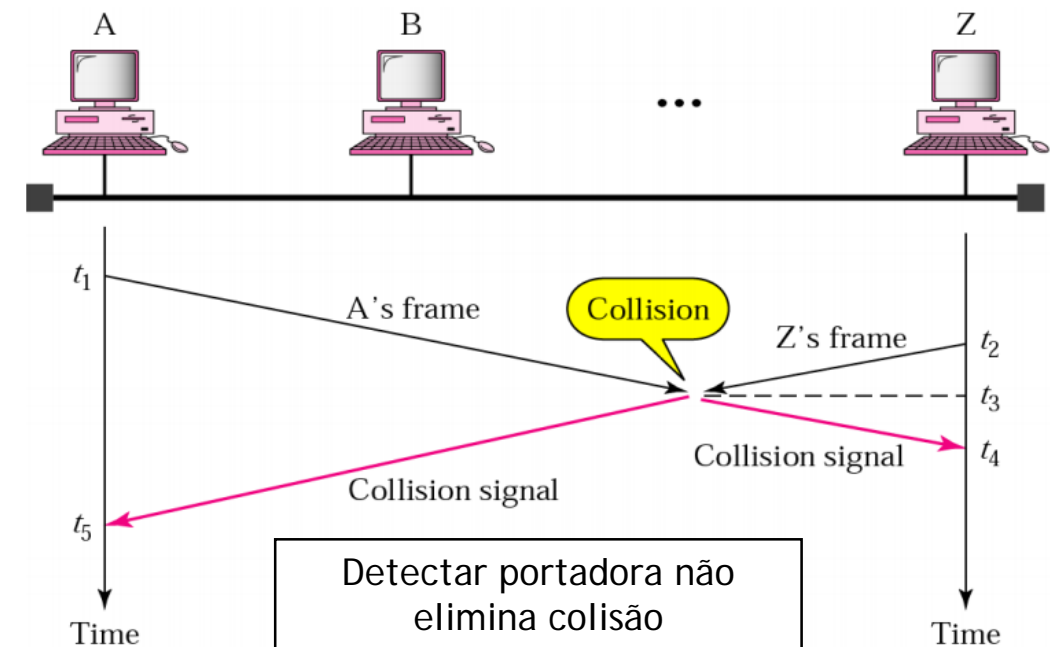 A
B
Z
...
t1
A's frame
Collision
Z's frame
t2
t3
Collision signal
t4
Collision signal
t5
Detectar portadora não
elimina colisão
Time
Time